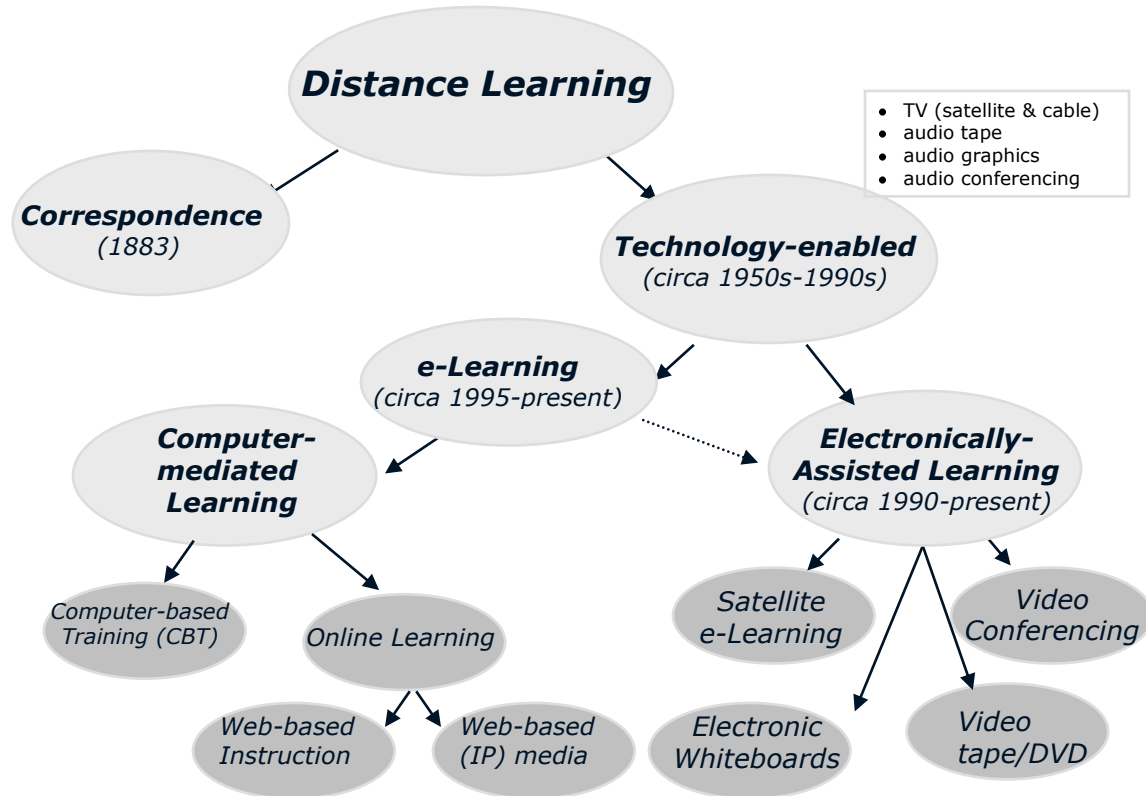 Distance Learning
• TV (satellite & cable)
• audio tape
• audio graphics
• audio conferencing
Correspondence
(1883)
Technology-enabled
(circa 1950s-1990s)
e-Learning
(circa 1995-present)
Computer-
mediated
Learning
Electronically-
Assisted Learning
(circa 1990-present)
Computer-based
Training (CBT)
Online Learning
Satellite
e-Learning
Video
Conferencing
Web-based
Instruction
Web-based
(IP) media
Electronic
Whiteboards
Video
tape/DVD